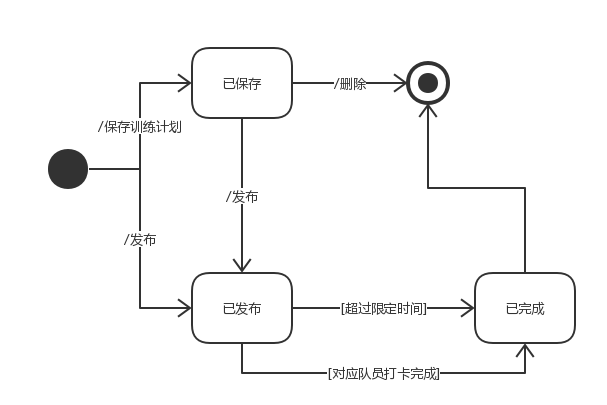 已保存
/删除
/保存训练计划
/发布
/发布
已发布
[超过限定时间]
已完成
[对应队员打卡完成]